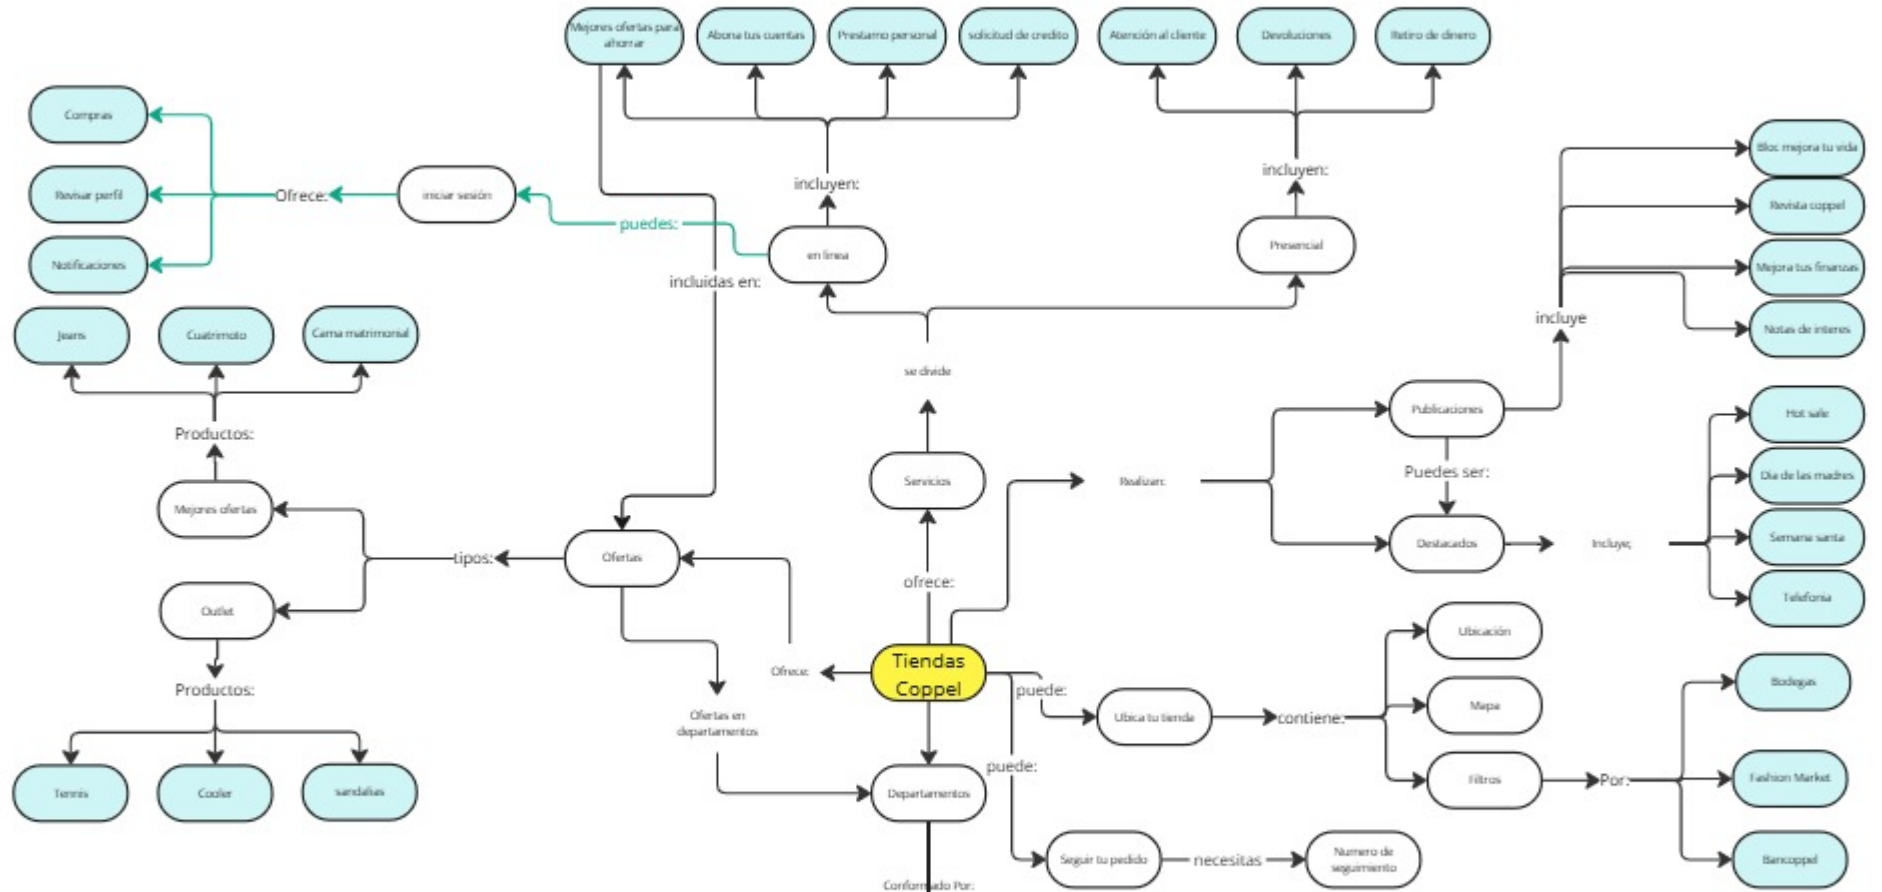 Mejores ofertas para
ahorrar
Abona tus cuentas
Prestamo personal
solicitud de credito
Atención al cliente
Devoluciones
Retiro de dinero
Compras
Revisar perfil
Notificaciones
Ofrece:
iniciar sesión
puedes:
incluyen:
en linea
incluyen:
Presencial
Bloc mejora tu vida
Revista coppel
Mejora tus finanzas
Notas de interes
incluye
incluidas en:
Jeans
Cuatrimoto
Cama matrimonial
Productos:
Mejores ofertas
se divide
Servicios
ofrece:
Realizan:
Publicaciones
Puedes ser:
Destacados
Incluye;
Hot sale
Dia de las madres
Semana santa
Telefonia
tipos:
Ofertas
Outlet
Productos:
Tennis
Cooler
sandalias
Ofrece:
Tiendas
Coppel
Ofertas en
departamentos
Departamentos
Conformado Por:
puede:
Ubica tu tienda
contiene:
Ubicación
Mapa
Filtros
Por:
Bodegas
Fashion Market
Bancoppel
puede:
Seguir tu pedido
necesitas
Numero de
seguimiento